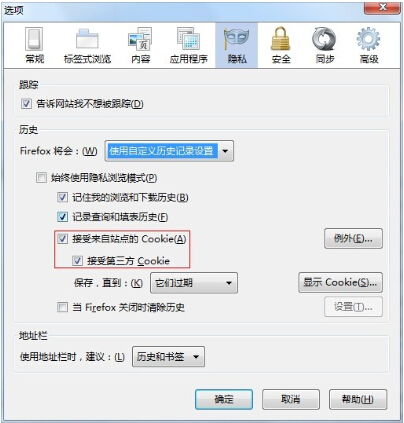 选项
常规 标签式浏览 内容 应用程序 隐私 安全 同步 高级
跟踪
告诉网站我不想被跟踪(D)
历史
Firefox 将会：(W) 使用自定义历史记录设置
始终使用隐私浏览模式(P)
记住我的浏览和下载历史(B)
记录查询和填表历史(F)
接受来自站点的 Cookie(A) 例外(E)...
接受第三方 Cookie
保存，直到：(K) 它们过期 显示 Cookie(S)...
当 Firefox 关闭时清除历史 设置(T)...
地址栏
使用地址栏时，建议：(L) 历史和书签
确定 取消 帮助(H)